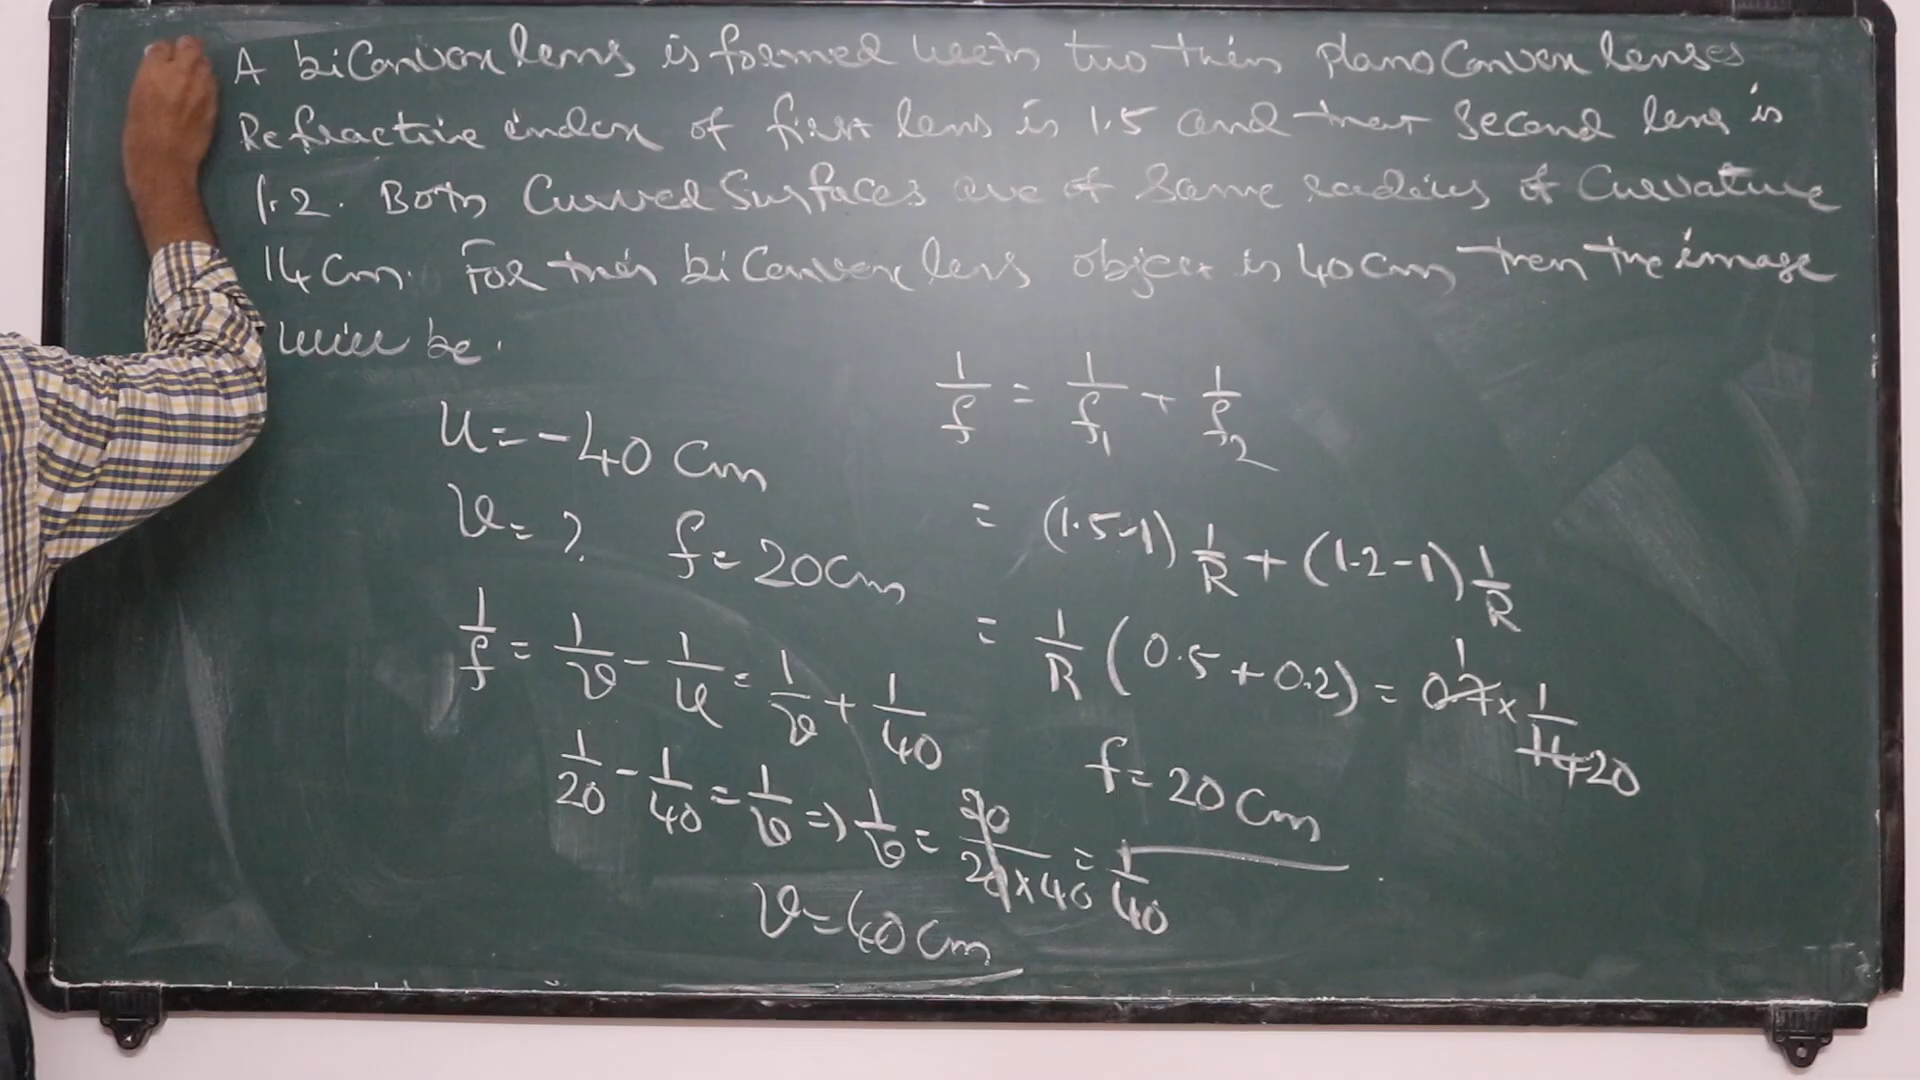 A biConvex lens is formed with two thin planoConvex lenses
Refractive index of first lens is 1.5 and that Second lens is
1.2. Both Curved Surfaces are of Same radius of Curvature
14 Cm. For this biConvex lens object is 40 Cm then the image
will be.
u = -40 Cm
v = ? f = 20 Cm
1/f = 1/v - 1/u = 1/v + 1/40
1/20 - 1/40 = 1/v => 1/v = 20/(20 x 40) = 1/40
v = 40 Cm
1/f = 1/f1 + 1/f2
= (1.5-1) 1/R + (1.2-1) 1/R
= 1/R (0.5 + 0.2) = 0.7 x 1/14 1 20
f = 20 Cm